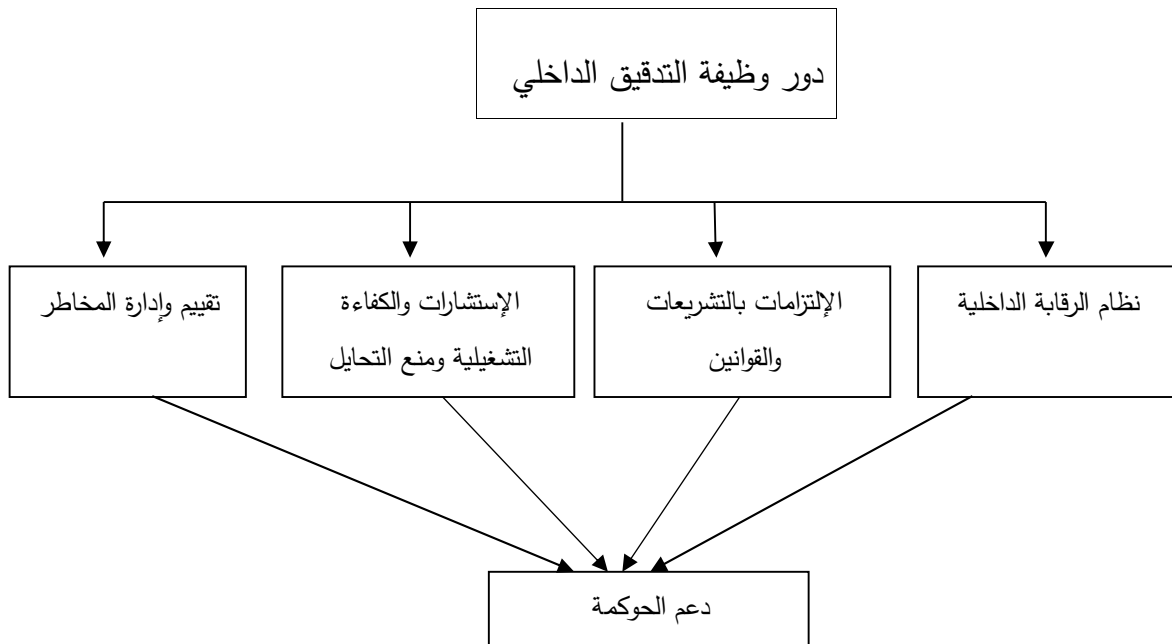 دور وظيفة التدقيق الداخلي
نظام الرقابة الداخلية
الإلتزامات بالتشريعات
والقوانين
الإستشارات والكفاءة
التشغيلية ومنع التحايل
تقييم وإدارة المخاطر
دعم الحوكمة